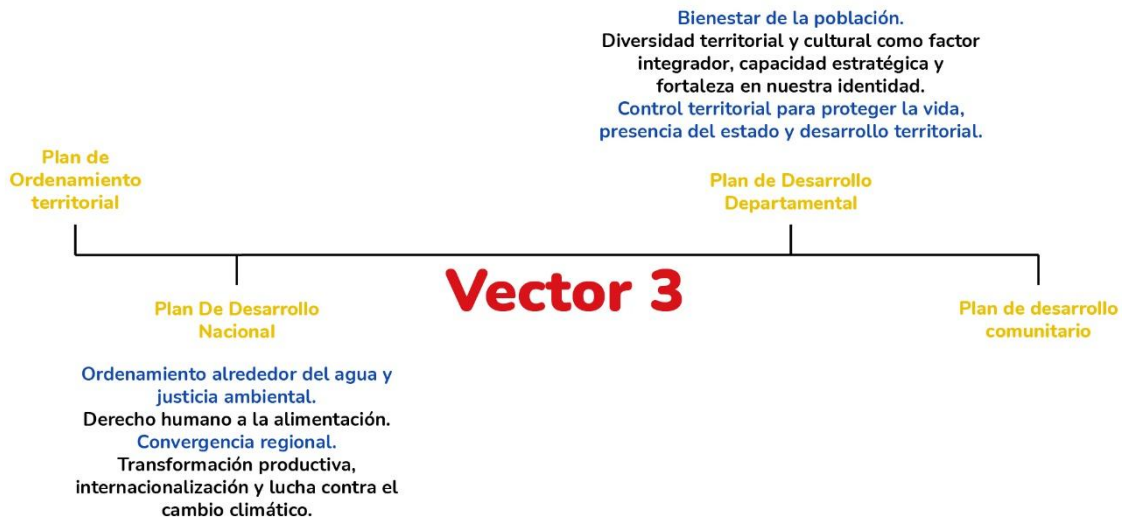 Bienestar de la población.
Diversidad territorial y cultural como factor
integrador, capacidad estratégica y
fortaleza en nuestra identidad.
Control territorial para proteger la vida,
presencia del estado y desarrollo territorial.
Plan de
Ordenamiento
territorial
Plan de Desarrollo
Departamental
Vector 3
Plan De Desarrollo
Nacional
Plan de desarrollo
comunitario
Ordenamiento alrededor del agua y
justicia ambiental.
Derecho humano a la alimentación.
Convergencia regional.
Transformación productiva,
internacionalización y lucha contra el
cambio climático.